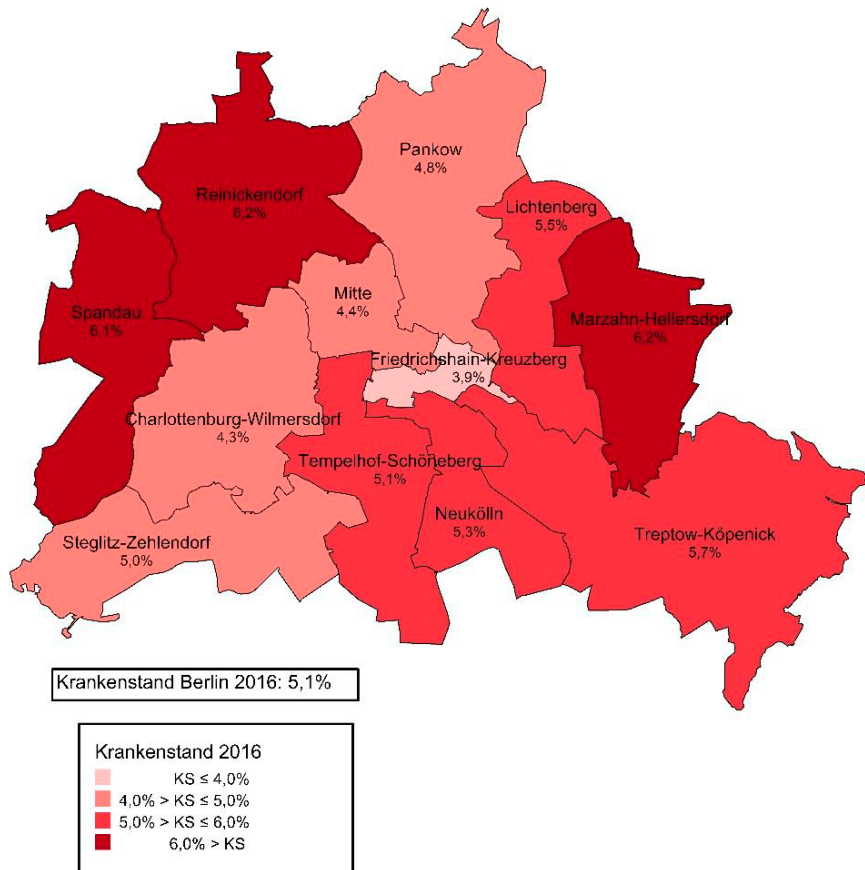 Pankow
4,8%
Reinickendorf
6,2%
Lichtenberg
5,5%
Mitte
4,4%
Spandau
6,1%
Marzahn-Hellersdorf
6,2%
Friedrichshain-Kreuzberg
3,9%
Charlottenburg-Wilmersdorf
4,3%
Tempelhof-Schöneberg
5,1%
Neukölln
5,3%
Treptow-Köpenick
5,7%
Steglitz-Zehlendorf
5,0%
Krankenstand Berlin 2016: 5,1%
Krankenstand 2016
KS ≤ 4,0%
4,0% > KS ≤ 5,0%
5,0% > KS ≤ 6,0%
6,0% > KS